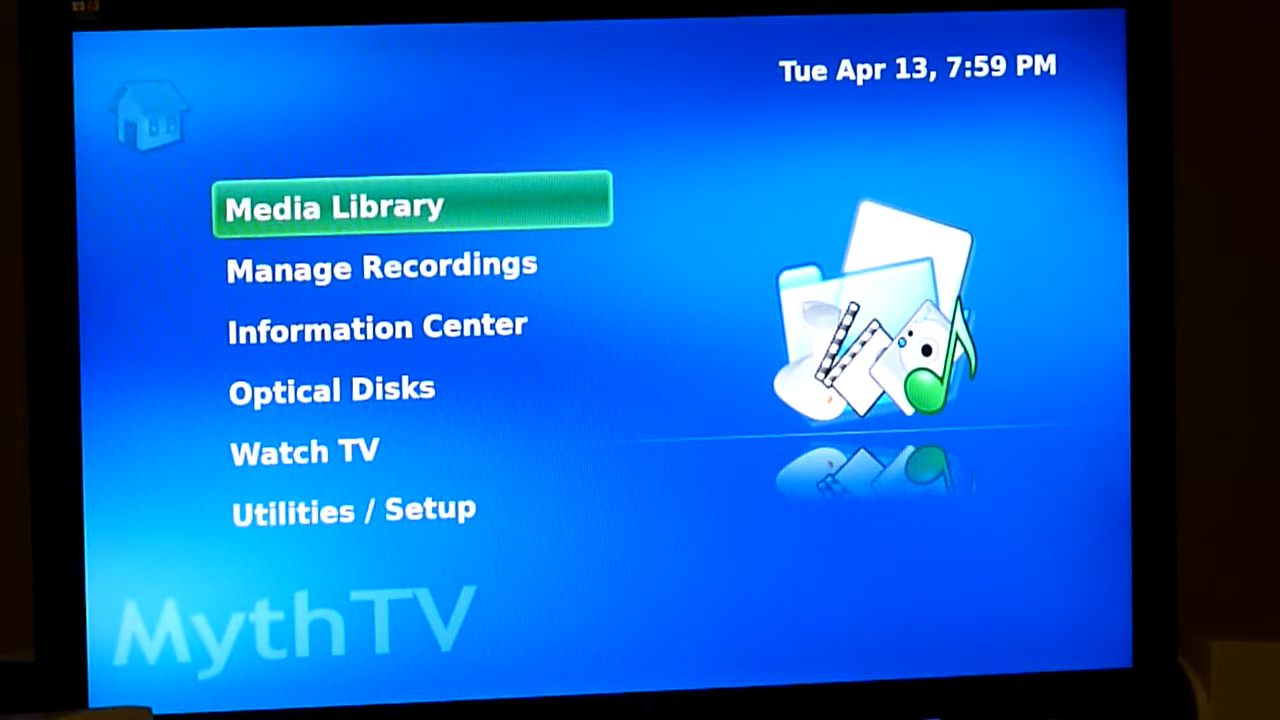 Tue Apr 13, 7:59 PM
Media Library
Manage Recordings
Information Center
Optical Disks
Watch TV
Utilities / Setup
MythTV